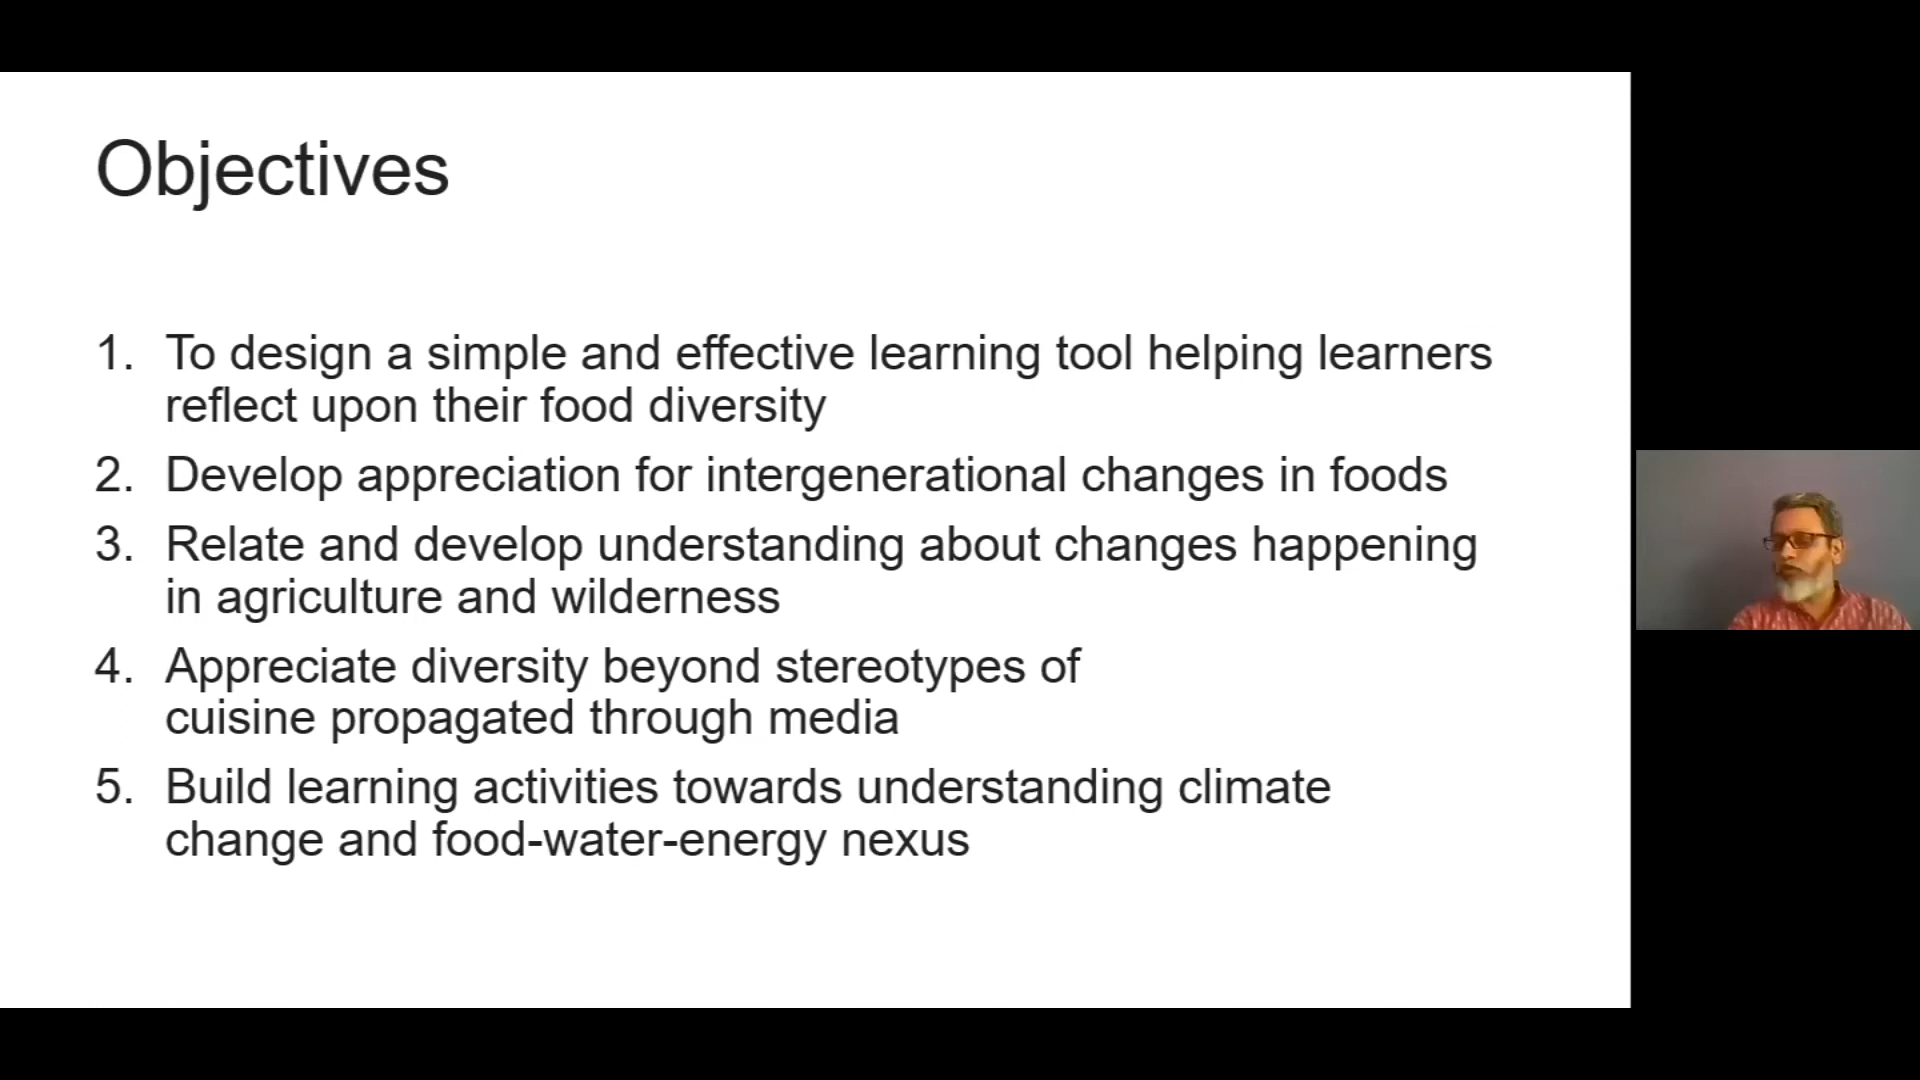 Objectives
1. To design a simple and effective learning tool helping learners
reflect upon their food diversity
2. Develop appreciation for intergenerational changes in foods
3. Relate and develop understanding about changes happening
in agriculture and wilderness
4. Appreciate diversity beyond stereotypes of
cuisine propagated through media
5. Build learning activities towards understanding climate
change and food-water-energy nexus